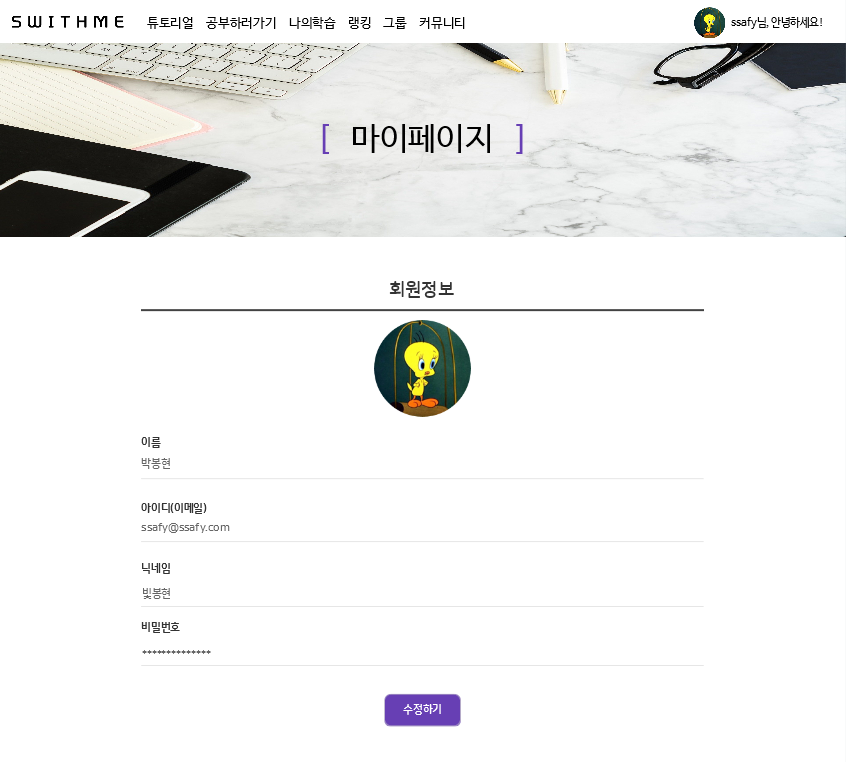 SWITHME 튜토리얼 공부하러가기 나의학습 랭킹 그룹 커뮤니티 ssafy님, 안녕하세요!
[ 마이페이지 ]
회원정보
이름
박봉현
아이디(이메일)
ssafy@ssafy.com
닉네임
빛봉현
비밀번호
**************
수정하기